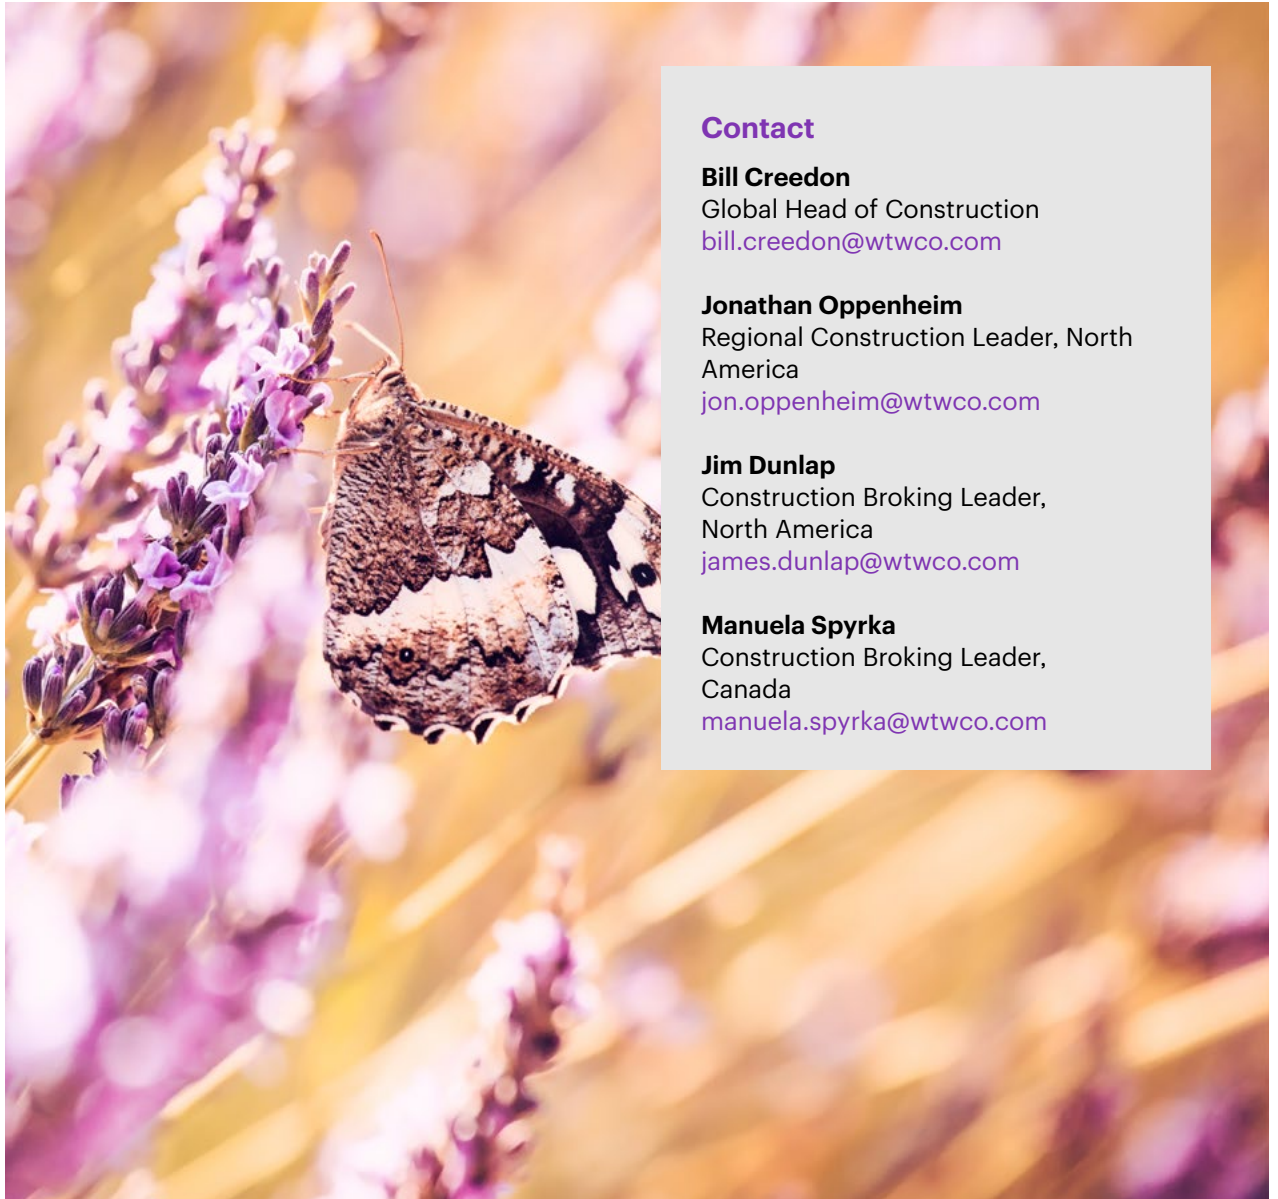 Contact
Bill Creedon
Global Head of Construction
bill.creedon@wtwco.com
Jonathan Oppenheim
Regional Construction Leader, North
America
jon.oppenheim@wtwco.com
Jim Dunlap
Construction Broking Leader,
North America
james.dunlap@wtwco.com
Manuela Spyrka
Construction Broking Leader,
Canada
manuela.spyrka@wtwco.com